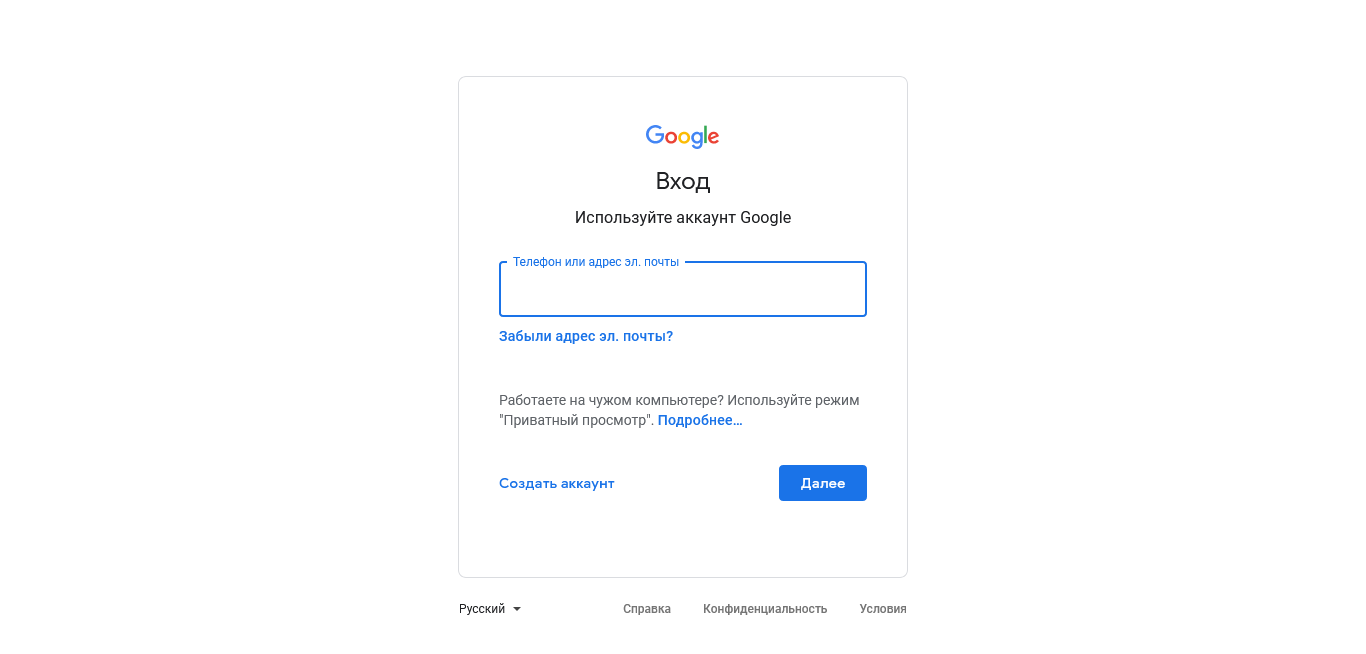 Google
Вход
Используйте аккаунт Google
Телефон или адрес эл. почты
Забыли адрес эл. почты?
Работаете на чужом компьютере? Используйте режим
"Приватный просмотр". Подробнее…
Создать аккаунт
Далее
Русский
Справка
Конфиденциальность
Условия